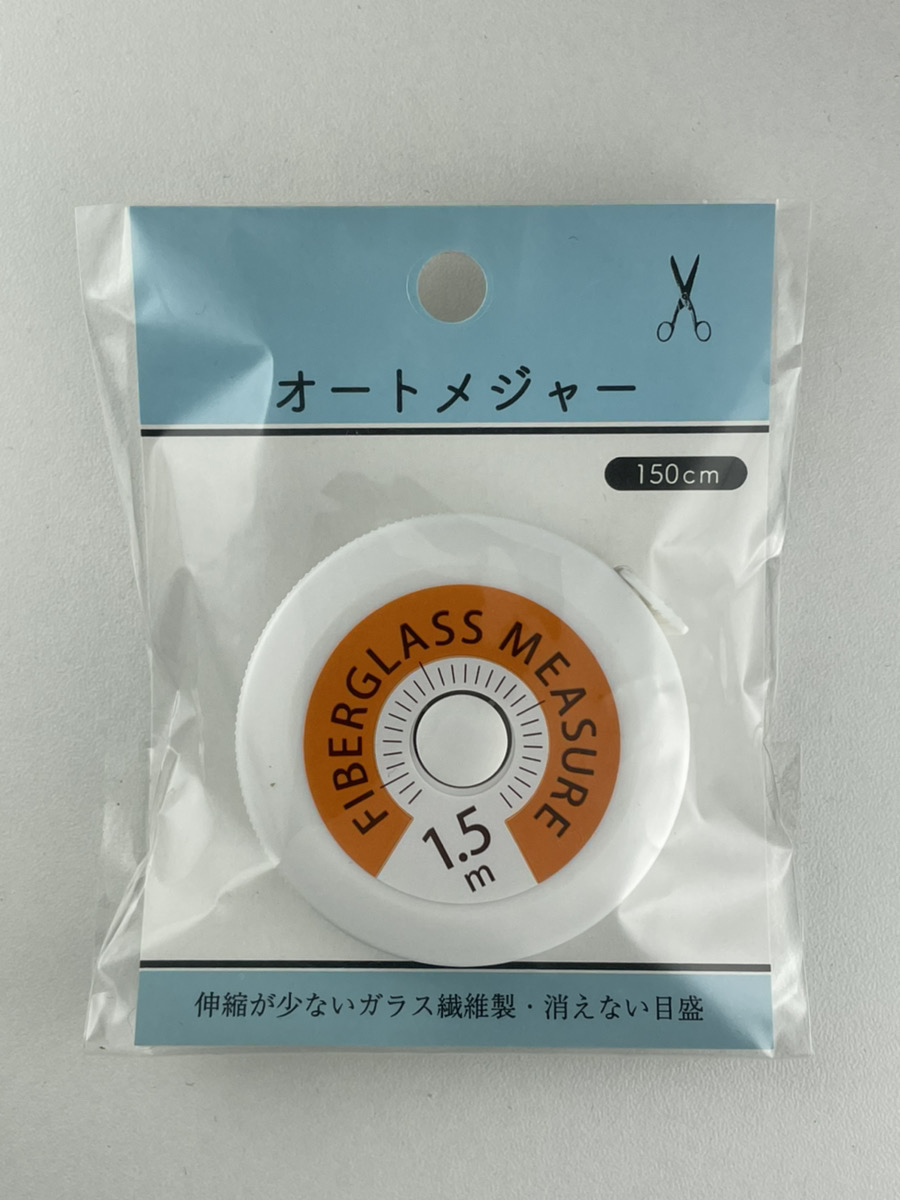 オートメジャー
150cm
FIBERGLASS MEASURE
1.5
m
伸縮が少ないガラス繊維製・消えない目盛